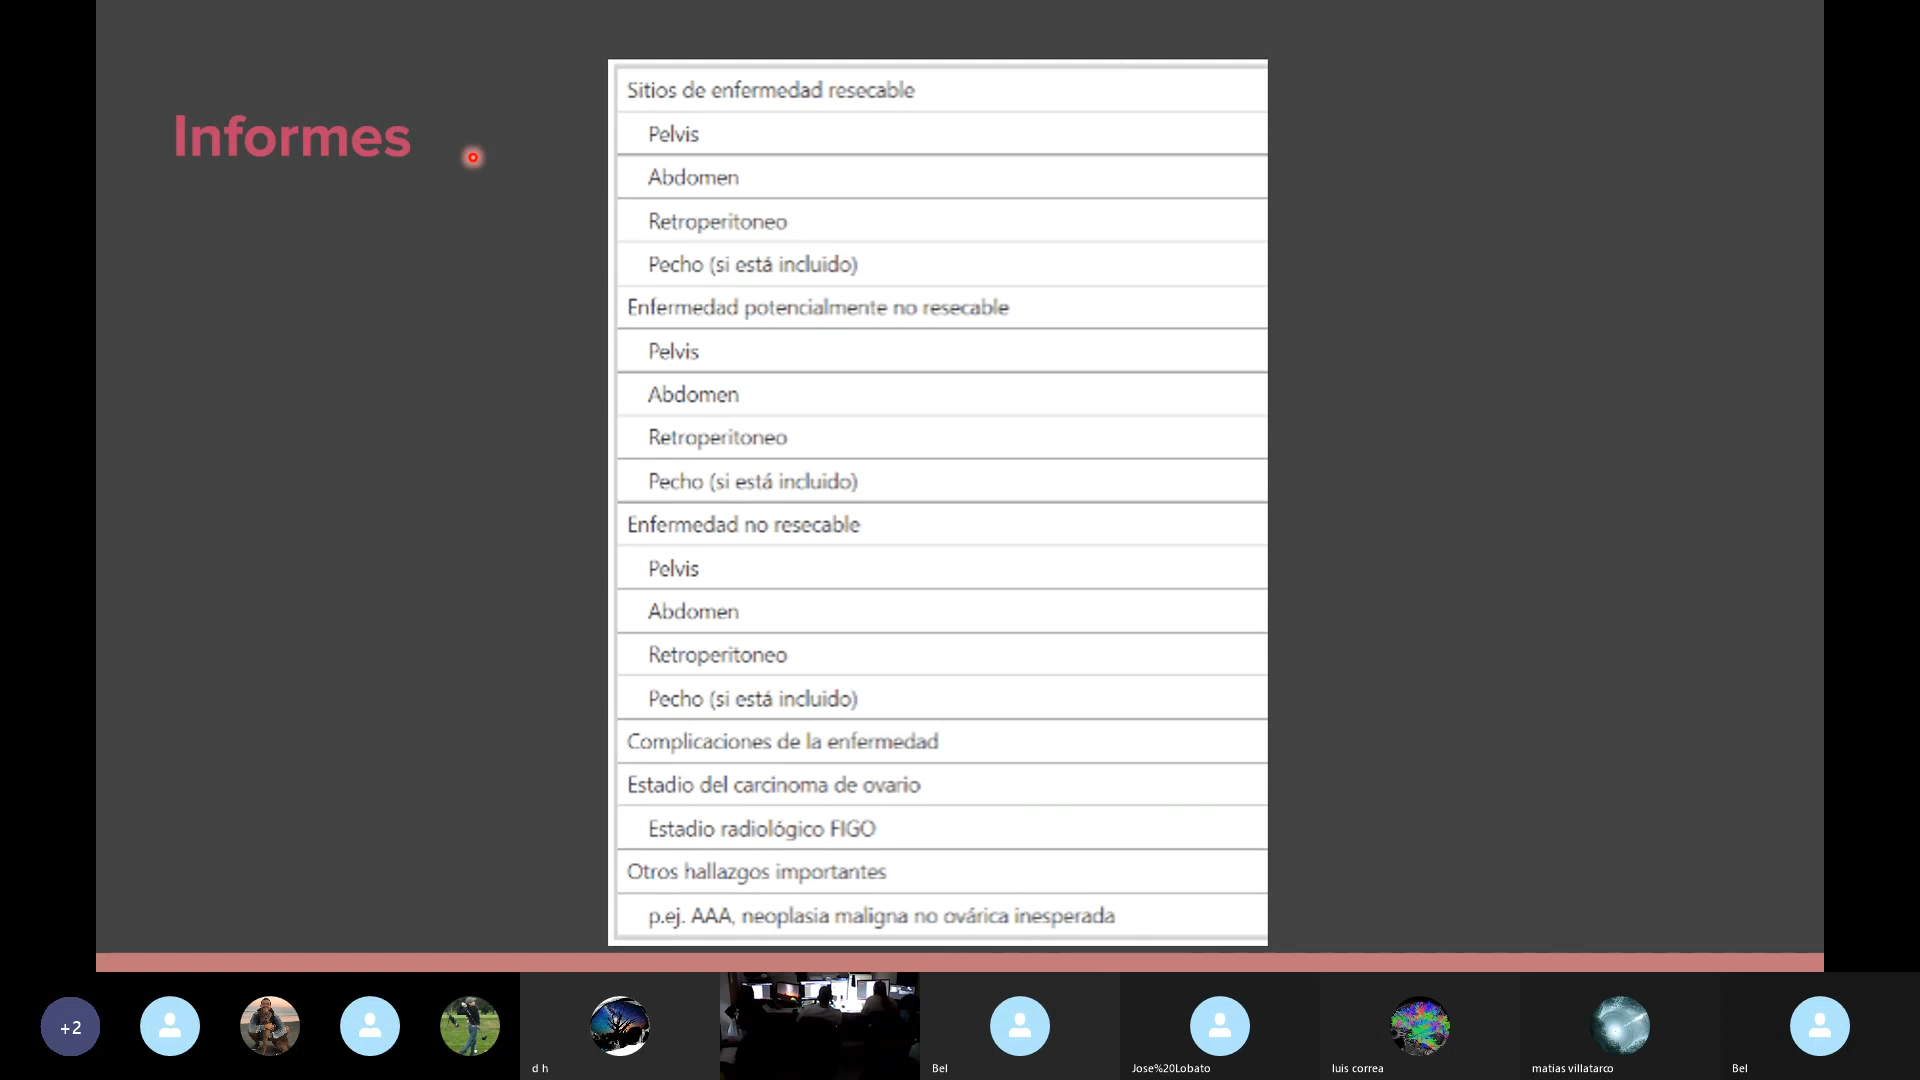 Informes
Sitios de enfermedad resecable
Pelvis
Abdomen
Retroperitoneo
Pecho (si está incluido)
Enfermedad potencialmente no resecable
Pelvis
Abdomen
Retroperitoneo
Pecho (si está incluido)
Enfermedad no resecable
Pelvis
Abdomen
Retroperitoneo
Pecho (si está incluido)
Complicaciones de la enfermedad
Estadio del carcinoma de ovario
Estadio radiológico FIGO
Otros hallazgos importantes
p.ej. AAA, neoplasia maligna no ovárica inesperada
+2
d h
Bel
Jose%20Lobato
luis correa
matias villatarco
Bel